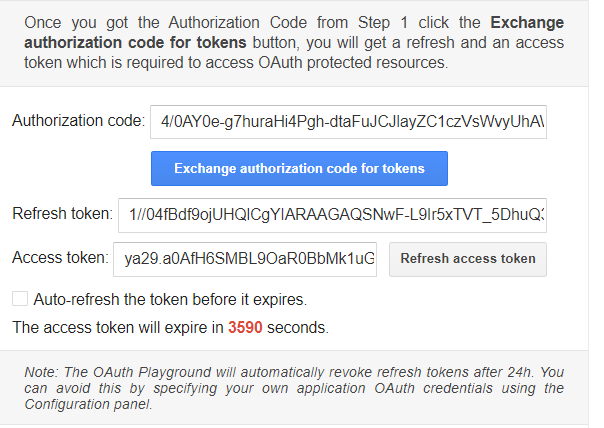 Once you got the Authorization Code from Step 1 click the Exchange
authorization code for tokens button, you will get a refresh and an access
token which is required to access OAuth protected resources.
Authorization code: 4/0AY0e-g7huraHi4Pgh-dtaFuJCJlayZC1czVsWvyUhA
Exchange authorization code for tokens
Refresh token: 1//04fBdf9ojUHQICgYIARAAGAQSNwF-L9Ir5xTVT_5DhuQ
Access token: ya29.a0AfH6SMBL9OaR0BbMk1uG Refresh access token
Auto-refresh the token before it expires.
The access token will expire in 3590 seconds.
Note: The OAuth Playground will automatically revoke refresh tokens after 24h. You
can avoid this by specifying your own application OAuth credentials using the
Configuration panel.